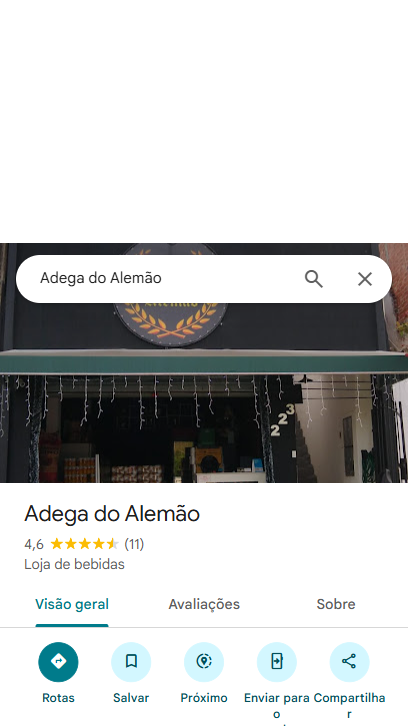 Adega do Alemão
Alemão
223
Adega do Alemão
4,6 (11)
Loja de bebidas
Visão geral
Avaliações
Sobre
Rotas
Salvar
Próximo
Enviar para
o
Compartilha
r